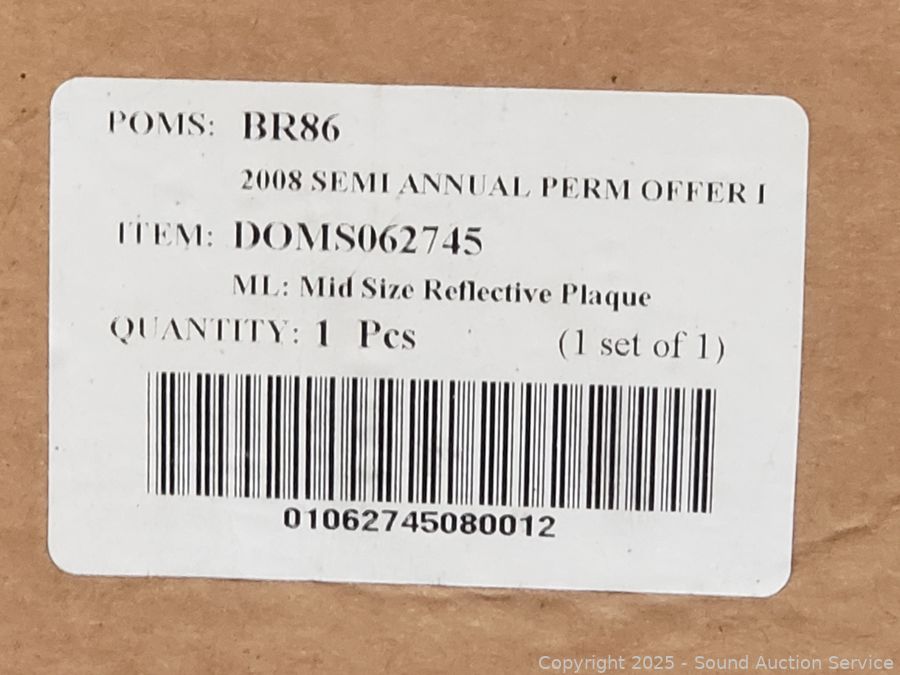 POMS: BR86
2008 SEMI ANNUAL PERM OFFER I
ITEM: DOMS062745
ML: Mid Size Reflective Plaque
QUANTITY: 1 Pcs (1 set of 1)
01062745080012
Copyright 2025 - Sound Auction Service